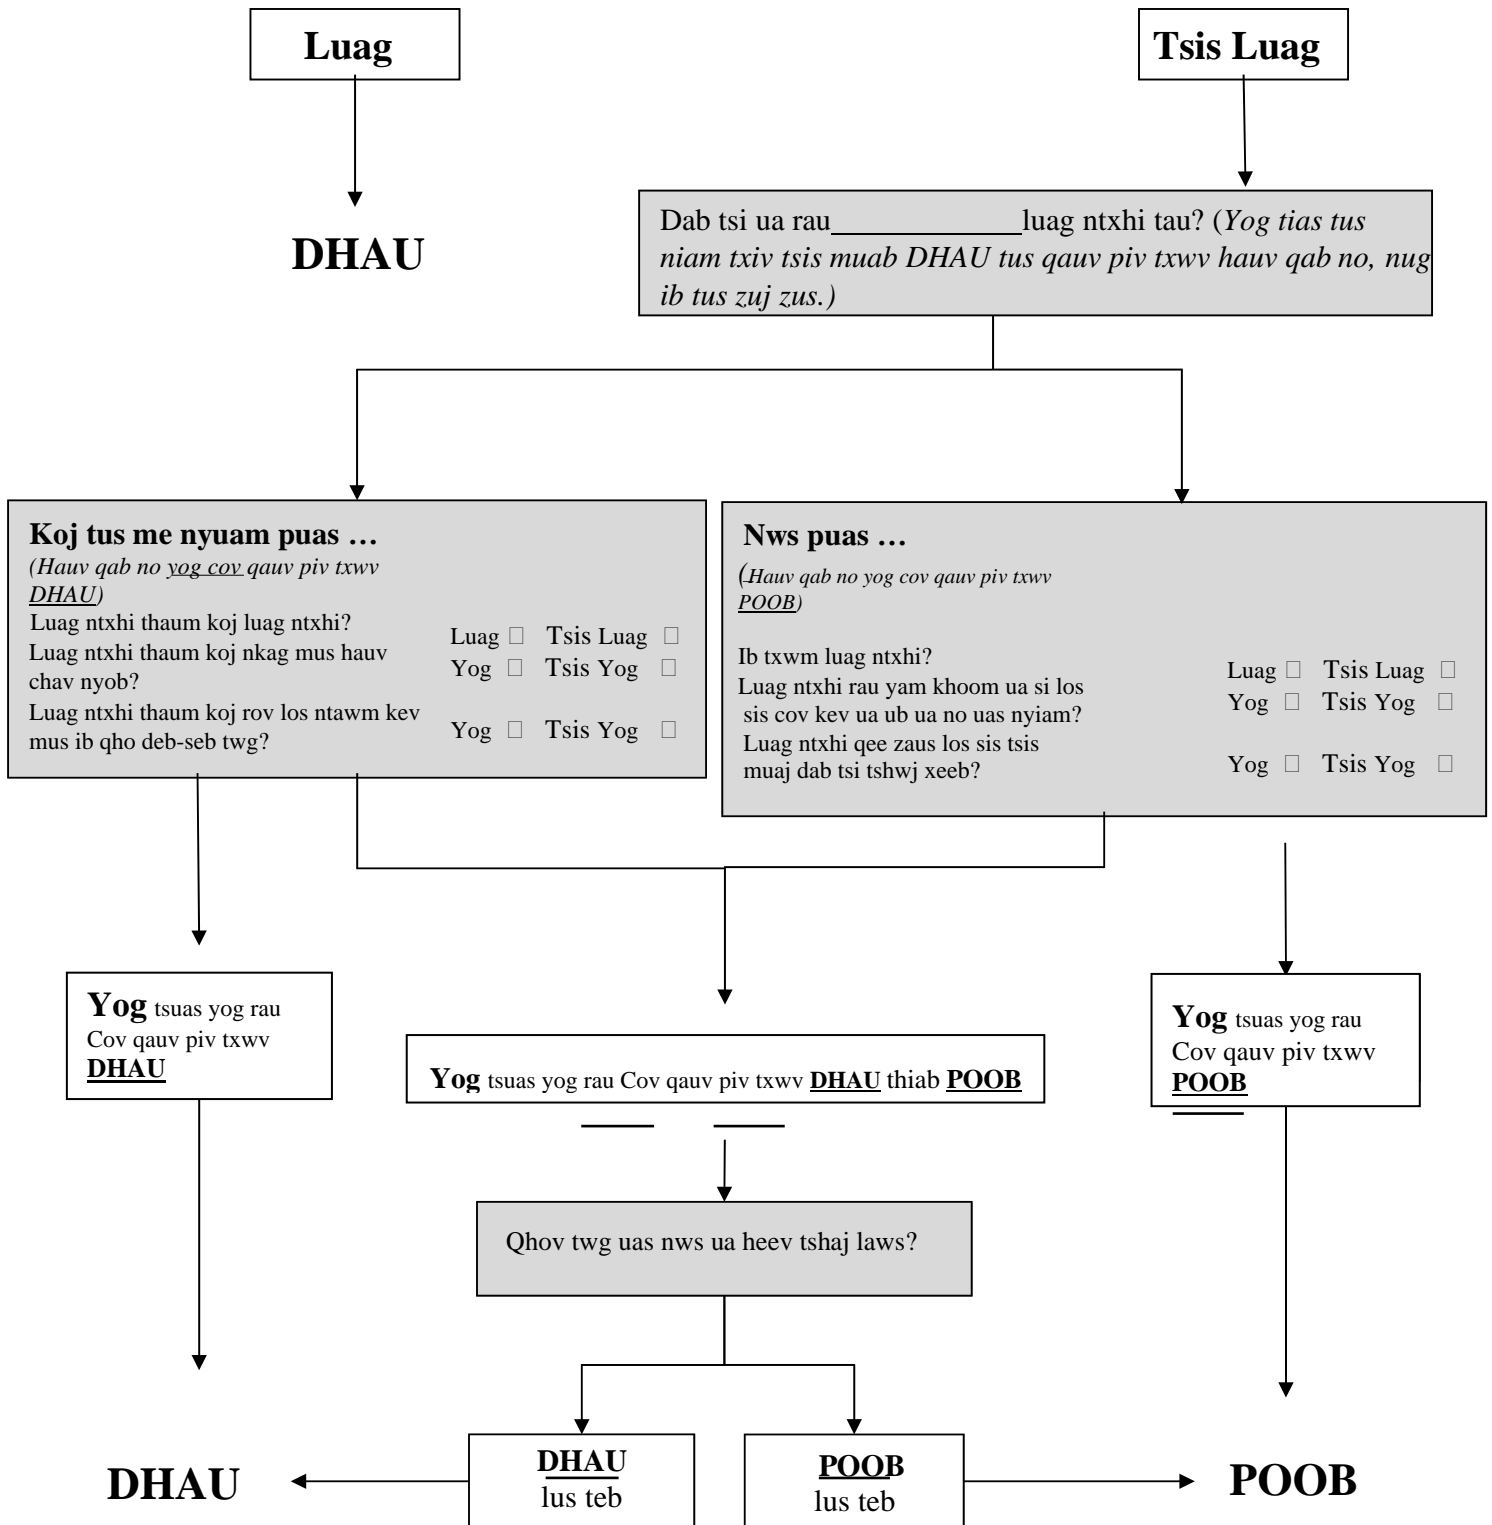 Luag
Tsis Luag
DHAU
Dab tsi ua rau____________luag ntxhi tau? (Yog tias tus
niam txiv tsis muab DHAU tus qauv piv txwv hauv qab no, nug
ib tus zuj zus.)
Koj tus me nyuam puas …
(Hauv qab no yog cov qauv piv txwv
DHAU)
Luag ntxhi thaum koj luag ntxhi?
Luag □ Tsis Luag □
Luag ntxhi thaum koj nkag mus hauv
chav nyob?
Yog □ Tsis Yog □
Luag ntxhi thaum koj rov los ntawm kev
mus ib qho deb-seb twg?
Yog □ Tsis Yog □
Nws puas …
(Hauv qab no yog cov qauv piv txwv
POOB)
Ib txwm luag ntxhi?
Luag □ Tsis Luag □
Luag ntxhi rau yam khoom ua si los
sis cov kev ua ub ua no uas nyiam?
Yog □ Tsis Yog □
Luag ntxhi qee zaus los sis tsis
muaj dab tsi tshwj xeeb?
Yog □ Tsis Yog □
Yog tsuas yog rau
Cov qauv piv txwv
DHAU
Yog tsuas yog rau Cov qauv piv txwv DHAU thiab POOB
Yog tsuas yog rau
Cov qauv piv txwv
POOB
Qhov twg uas nws ua heev tshaj laws?
DHAU
DHAU
lus teb
POOB
lus teb
POOB